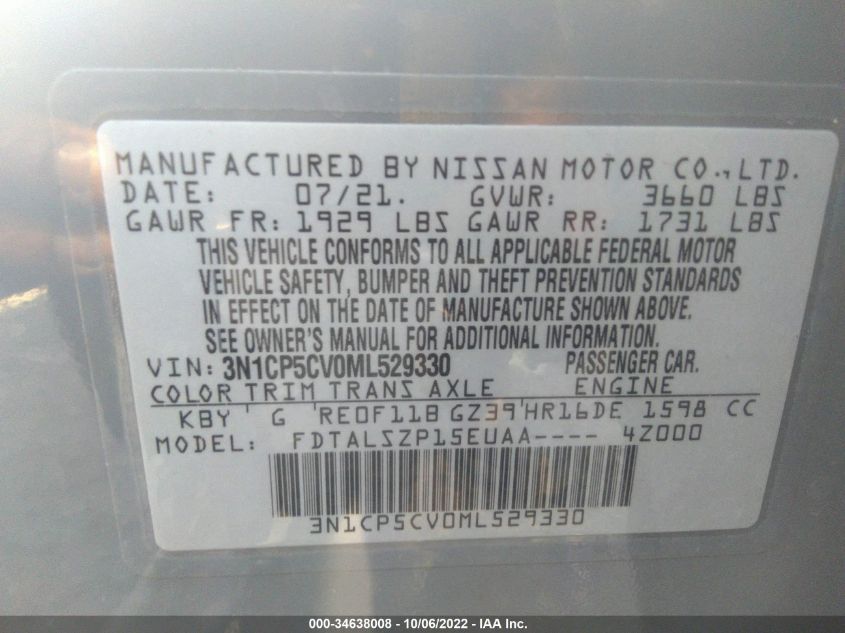 MANUFACTURED BY NISSAN MOTOR CO., LTD.
DATE: 07/21. GVWR: 3660 LBS
GAWR FR: 1929 LBS GAWR RR: 1731 LBS
THIS VEHICLE CONFORMS TO ALL APPLICABLE FEDERAL MOTOR
VEHICLE SAFETY, BUMPER AND THEFT PREVENTION STANDARDS
IN EFFECT ON THE DATE OF MANUFACTURE SHOWN ABOVE.
SEE OWNER'S MANUAL FOR ADDITIONAL INFORMATION.
VIN: 3N1CP5CV0ML529330 PASSENGER CAR.
COLOR TRIM TRANS AXLE ENGINE
KBY G RE0F11B GZ39 HR16DE 1598 CC
MODEL: FDTALSZP15EUAA---- 4Z000
3N1CP5CV0ML529330
000-34638008 - 10/06/2022 - IAA Inc.